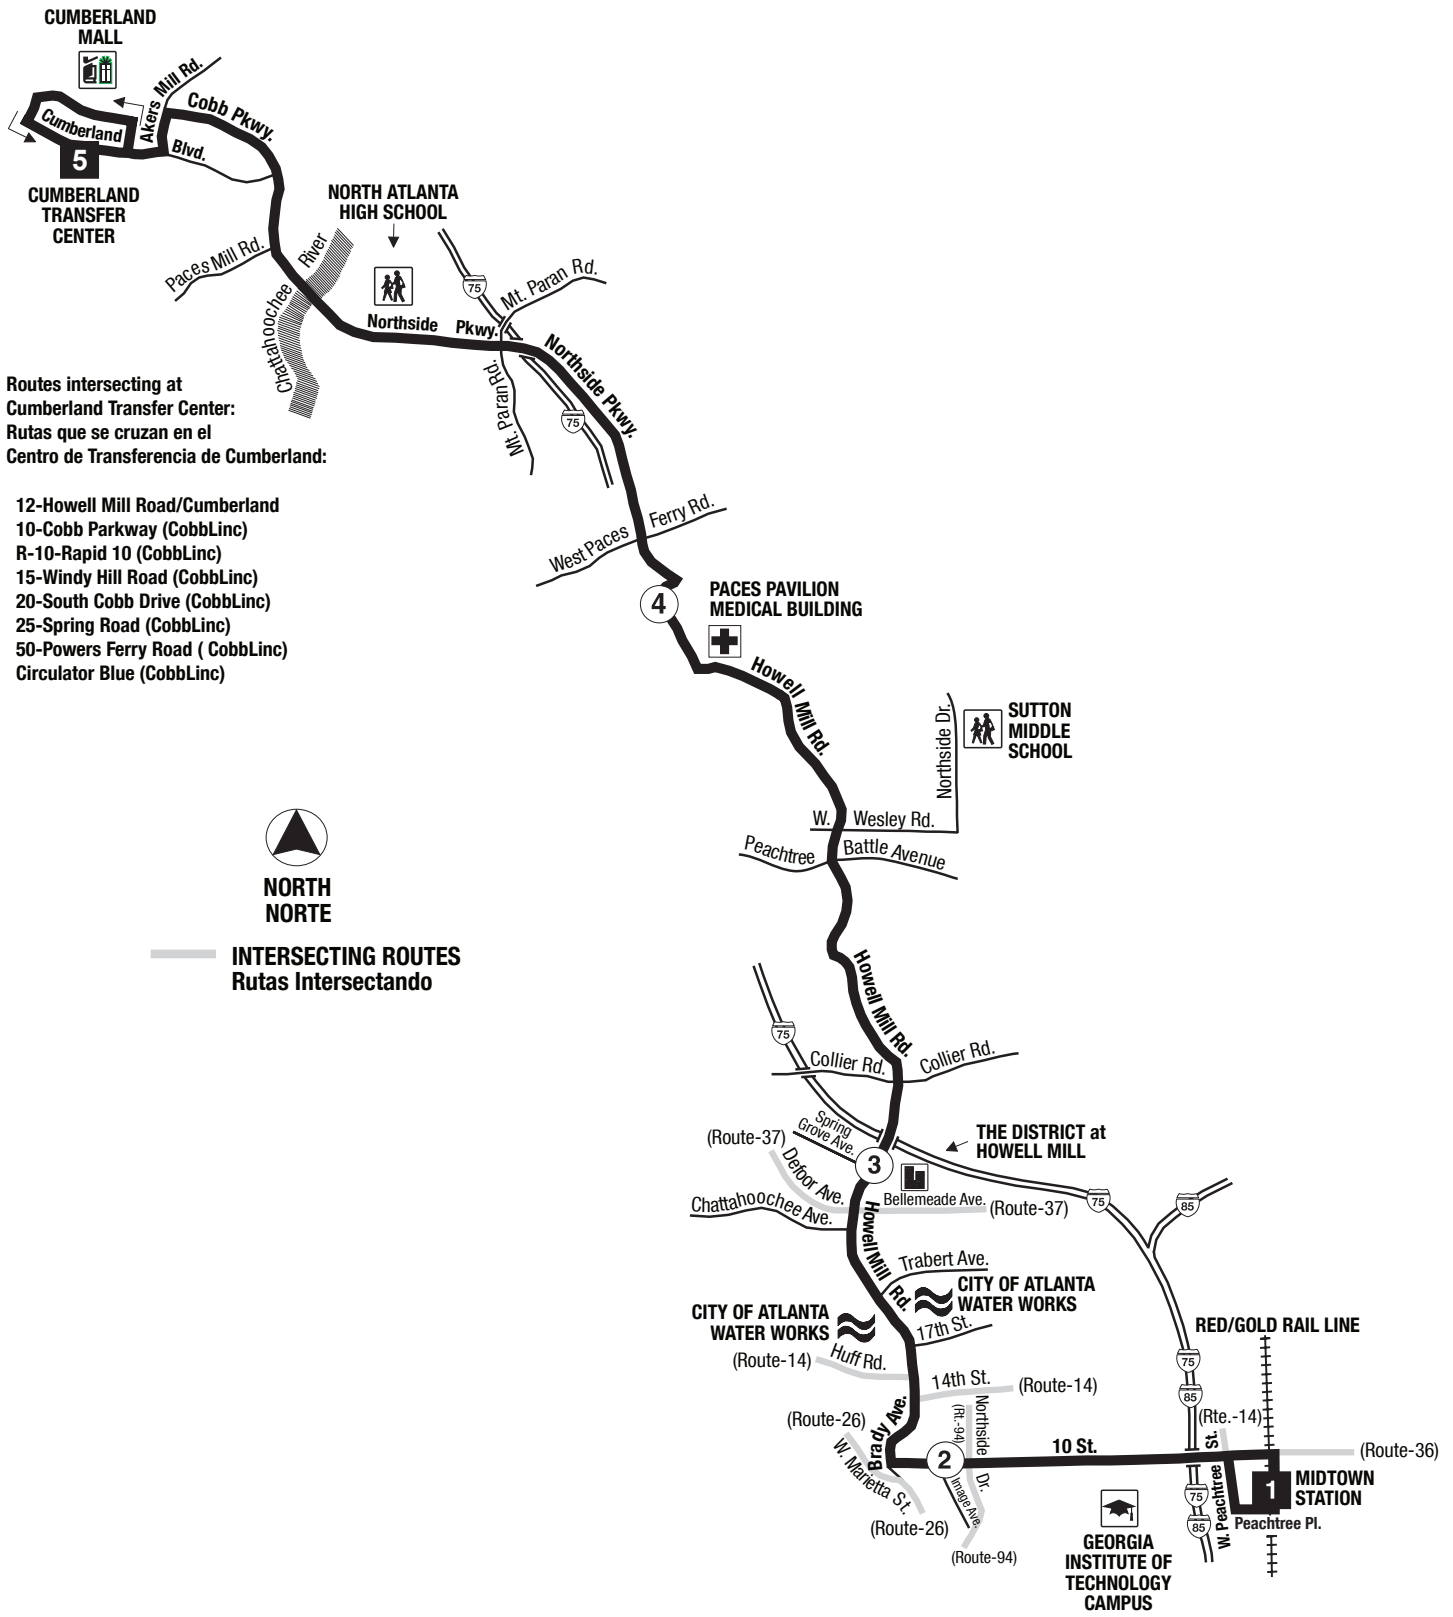 CUMBERLAND
MALL
Akers Mill Rd.
Cobb Pkwy.
Cumberland
Blvd.
5
CUMBERLAND
TRANSFER
CENTER
NORTH ATLANTA
HIGH SCHOOL
Paces Mill Rd.
Chattahoochee River
75
Mt. Paran Rd.
Northside Pkwy.
Northside Pkwy.
Mt. Paran Rd.
75
Routes intersecting at
Cumberland Transfer Center:
Rutas que se cruzan en el
Centro de Transferencia de Cumberland:
12-Howell Mill Road/Cumberland
10-Cobb Parkway (CobbLinc)
R-10-Rapid 10 (CobbLinc)
15-Windy Hill Road (CobbLinc)
20-South Cobb Drive (CobbLinc)
25-Spring Road (CobbLinc)
50-Powers Ferry Road ( CobbLinc)
Circulator Blue (CobbLinc)
West Paces Ferry Rd.
4
PACES PAVILION
MEDICAL BUILDING
Howell Mill Rd.
Northside Dr.
SUTTON
MIDDLE
SCHOOL
W. Wesley Rd.
Peachtree Battle Avenue
NORTH
NORTE
INTERSECTING ROUTES
Rutas Intersectando
Howell Mill Rd.
75
Collier Rd.
Collier Rd.
Spring
Grove Ave.
(Route-37)
THE DISTRICT at
HOWELL MILL
3
Defoor Ave.
Bellemeade Ave.
(Route-37)
75
85
Chattahoochee Ave.
Howell Mill Rd.
Trabert Ave.
CITY OF ATLANTA
WATER WORKS
CITY OF ATLANTA
WATER WORKS
17th St.
RED/GOLD RAIL LINE
(Route-14)
Huff Rd.
75
85
14th St.
(Route-14)
(Route-26)
Brady Ave.
(Rt.-94)
Northside Dr.
(Rte.-14)
W. Marietta St.
2
10 St.
W. Peachtree St.
(Route-36)
1
MIDTOWN
STATION
75
85
Image Ave.
Peachtree Pl.
(Route-26)
(Route-94)
GEORGIA
INSTITUTE OF
TECHNOLOGY
CAMPUS